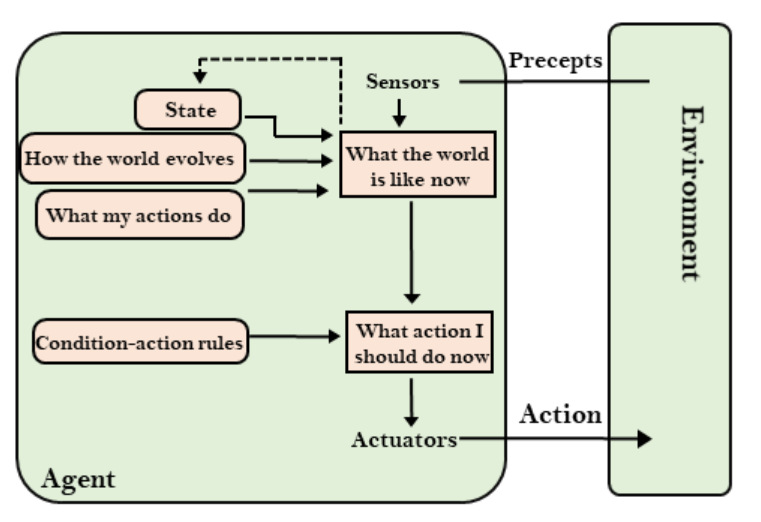 Precepts
Sensors
State
How the world evolves
What the world
is like now
What my actions do
Environment
Condition-action rules
What action I
should do now
Action
Actuators
Agent